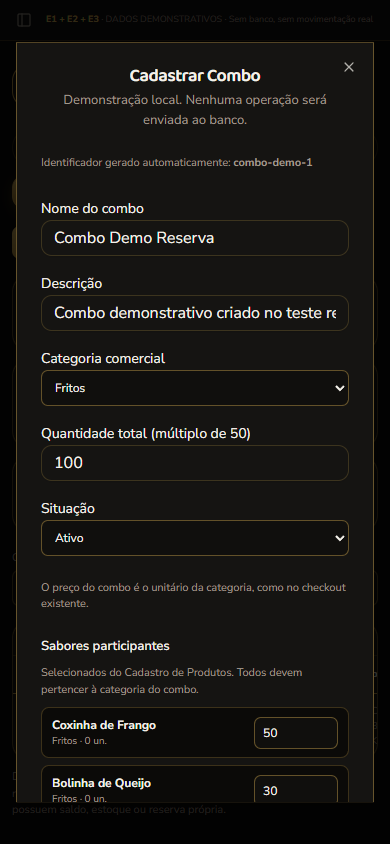 E1 + E2 + E3 · DADOS DEMONSTRATIVOS · Sem banco, sem movimentação real
Cadastrar Combo
Demonstração local. Nenhuma operação será
enviada ao banco.
Identificador gerado automaticamente: combo-demo-1
Nome do combo
Combo Demo Reserva
Descrição
Combo demonstrativo criado no teste re
Categoria comercial
Fritos
Quantidade total (múltiplo de 50)
100
Situação
Ativo
O preço do combo é o unitário da categoria, como no checkout
existente.
Sabores participantes
Selecionados do Cadastro de Produtos. Todos devem
pertencer à categoria do combo.
Coxinha de Frango
Fritos · 0 un.
50
Bolinha de Queijo
Fritos · 0 un.
30
possuem saldo, estoque ou reserva própria.